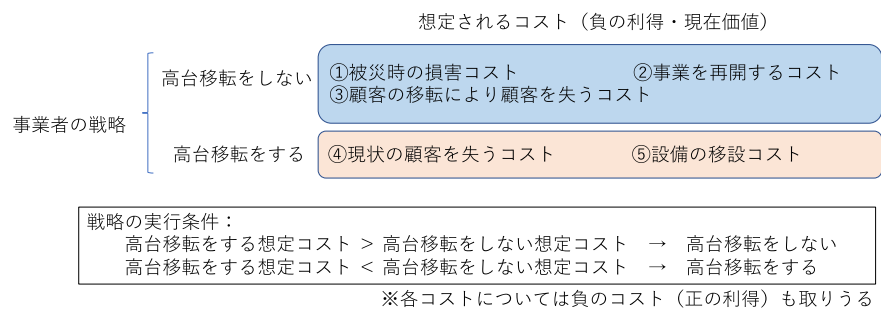 想定されるコスト（負の利得・現在価値）
高台移転をしない
①被災時の損害コスト ②事業を再開するコスト
③顧客の移転により顧客を失うコスト
事業者の戦略
高台移転をする
④現状の顧客を失うコスト ⑤設備の移設コスト
戦略の実行条件：
高台移転をする想定コスト > 高台移転をしない想定コスト → 高台移転をしない
高台移転をする想定コスト < 高台移転をしない想定コスト → 高台移転をする
※各コストについては負のコスト（正の利得）も取りうる